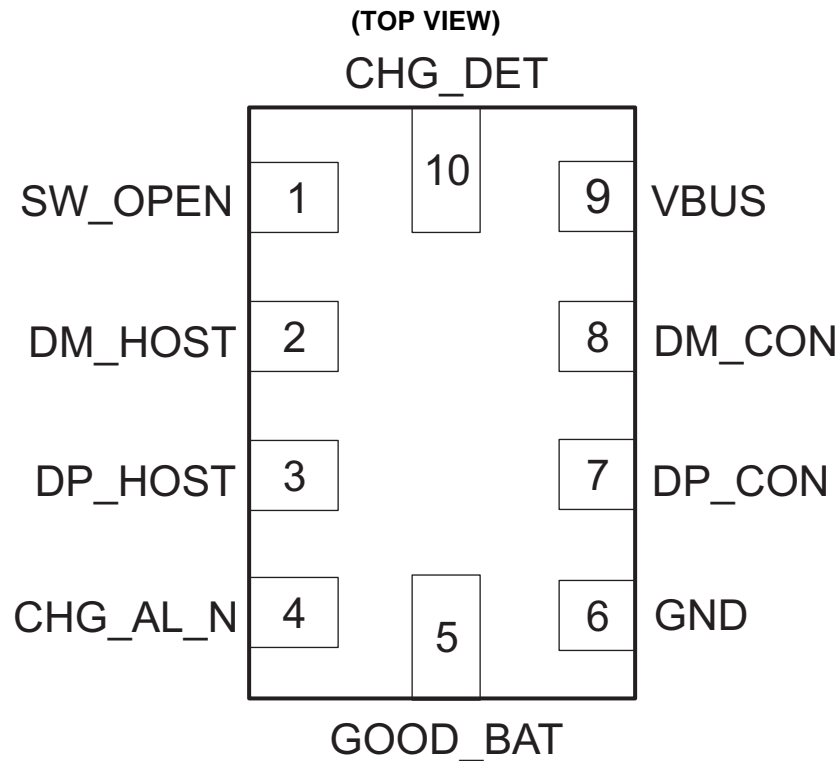 (TOP VIEW)
CHG_DET
SW_OPEN 1 10 9 VBUS
DM_HOST 2 8 DM_CON
DP_HOST 3 7 DP_CON
CHG_AL_N 4 5 6 GND
GOOD_BAT